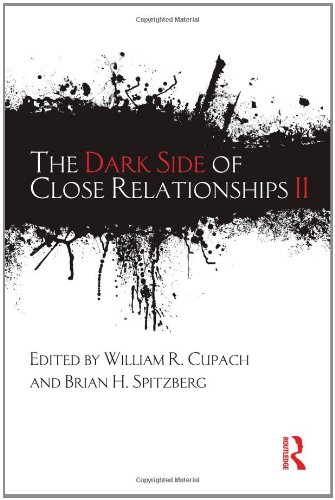 Copyrighted Material
THE DARK SIDE OF
CLOSE RELATIONSHIPS II
EDITED BY WILLIAM R. CUPACH
AND BRIAN H. SPITZBERG
ROUTLEDGE
Copyrighted Material